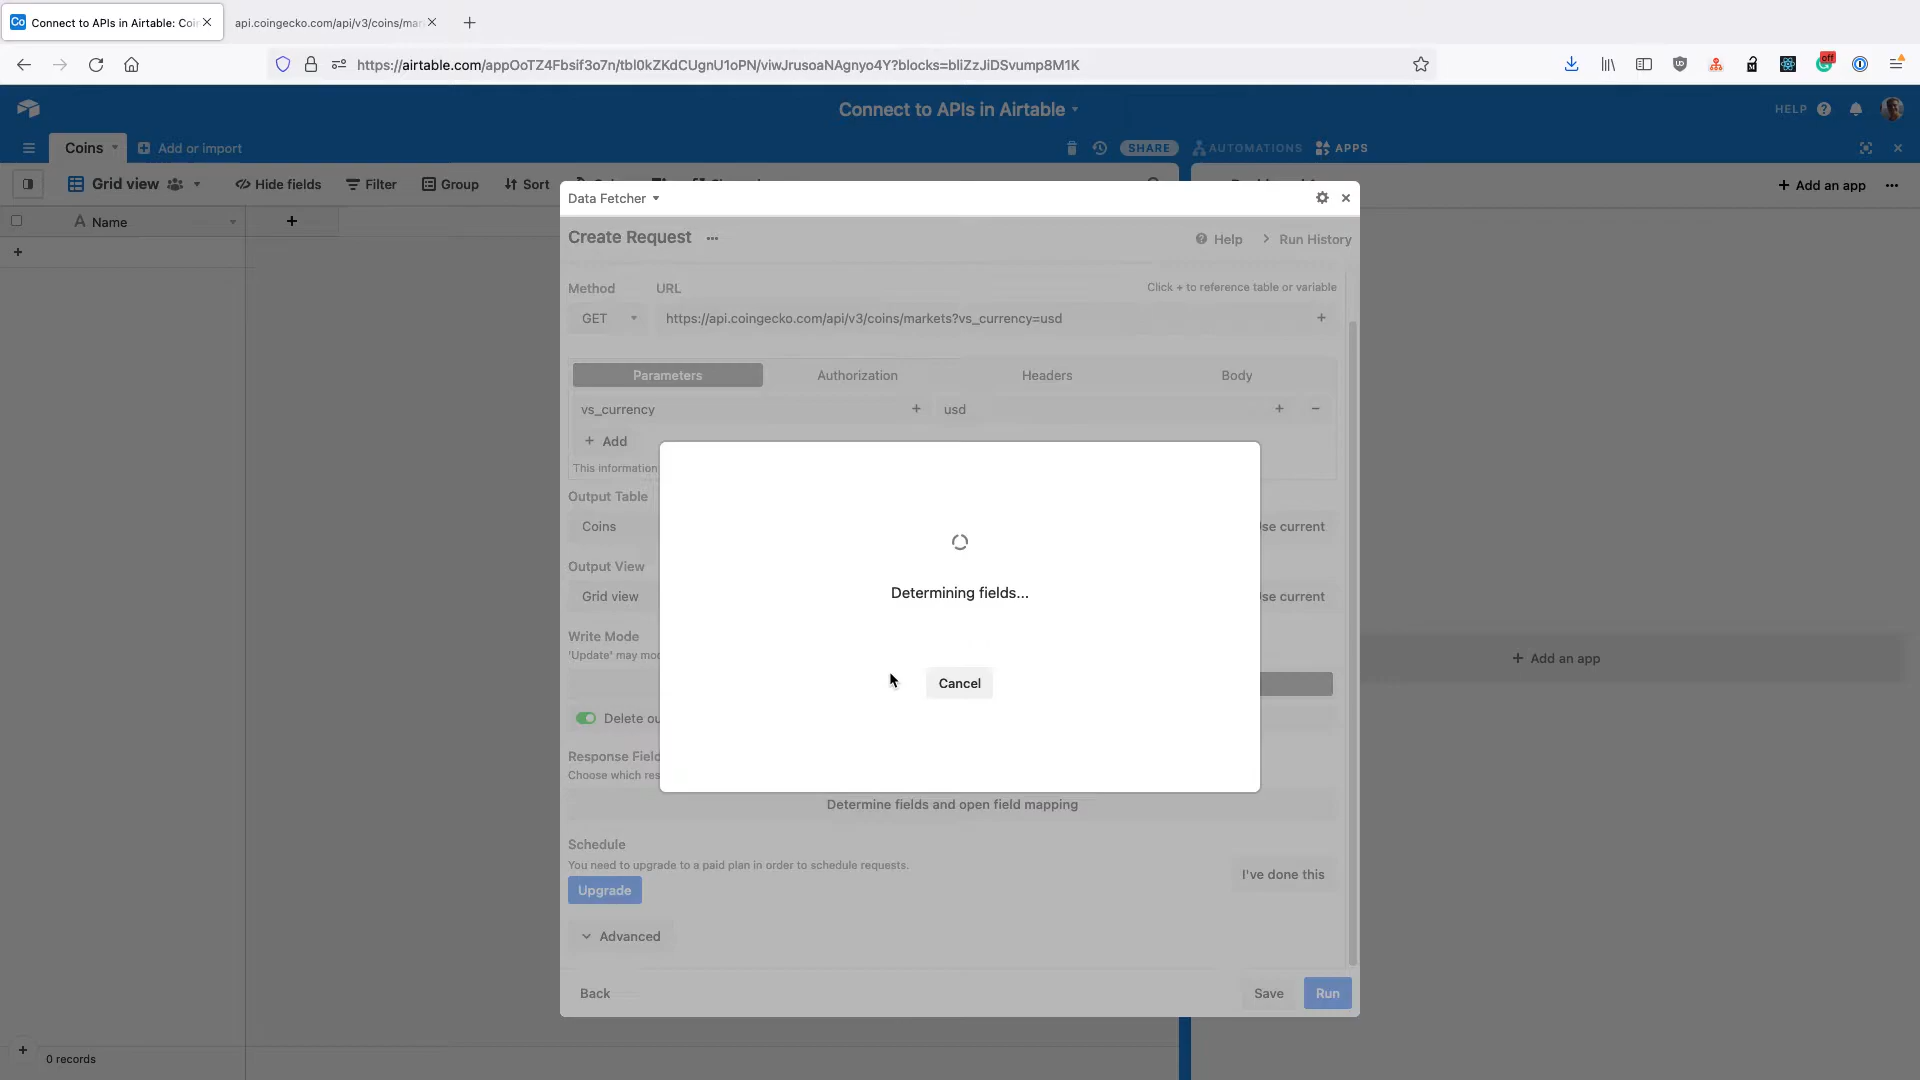 Connect to APIs in Airtable: Coi
api.coingecko.com/api/v3/coins/mar
https://airtable.com/appOoTZ4Fbsif3o7n/tbl0kZKdCUgnU1oPN/viwJrusoaNAgnyo4Y?blocks=bliZzJiDSvump8M1K
off
Connect to APIs in Airtable
HELP
Coins
Add or import
SHARE
AUTOMATIONS
APPS
Grid view
Hide fields
Filter
Group
Sort
Add an app
Name
Data Fetcher
Create Request
Help
Run History
Method
URL
Click + to reference table or variable
GET
https://api.coingecko.com/api/v3/coins/markets?vs_currency=usd
Parameters
Authorization
Headers
Body
vs_currency
usd
+ Add
This information
Output Table
Coins
se current
Output View
Grid view
se current
Write Mode
'Update' may mo
Delete ou
Determining fields...
Cancel
Add an app
Response Field
Choose which res
Determine fields and open field mapping
Schedule
You need to upgrade to a paid plan in order to schedule requests.
I've done this
Upgrade
Advanced
Back
Save
Run
0 records